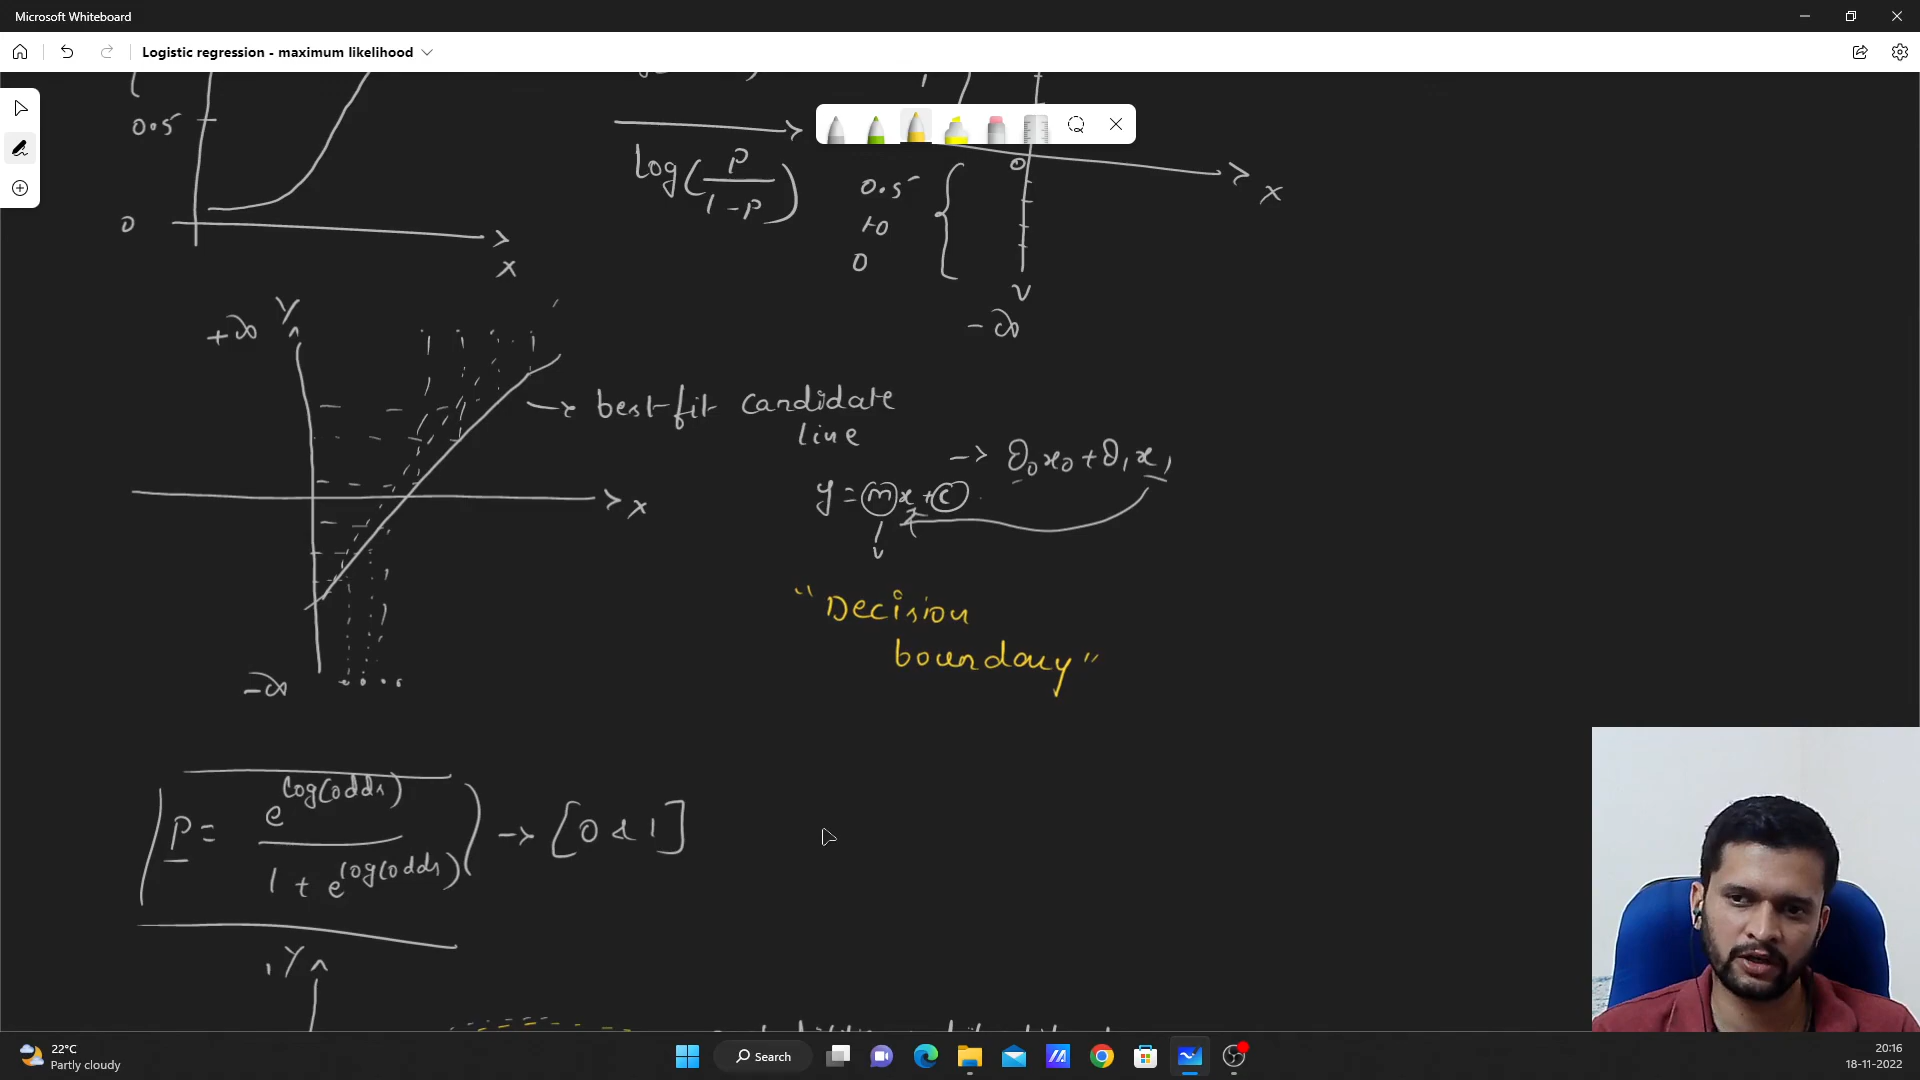 Microsoft Whiteboard
Logistic regression - maximum likelihood
0.5
0
x
log(p/1-p)
0
0.5
to
0
x
-∞
+∞
Y
best-fit candidate
line
→ θ₀x₀+θ₁x₁
y = mx+c
x
"Decision
boundary"
-∞
P = e^log(odds) / 1 + e^log(odds) → [0 & 1]
Y
22°C
Partly cloudy
Search
20:16
18-11-2022